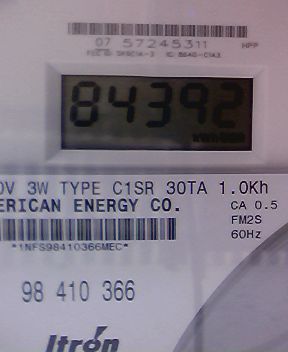 07 57245311 HPP
84392
0V 3W TYPE C1SR 30TA 1.0Kh
ERICAN ENERGY CO. CA 0.5
FM2S
60Hz
*1NFS98410366MEC*
98 410 366
Itron